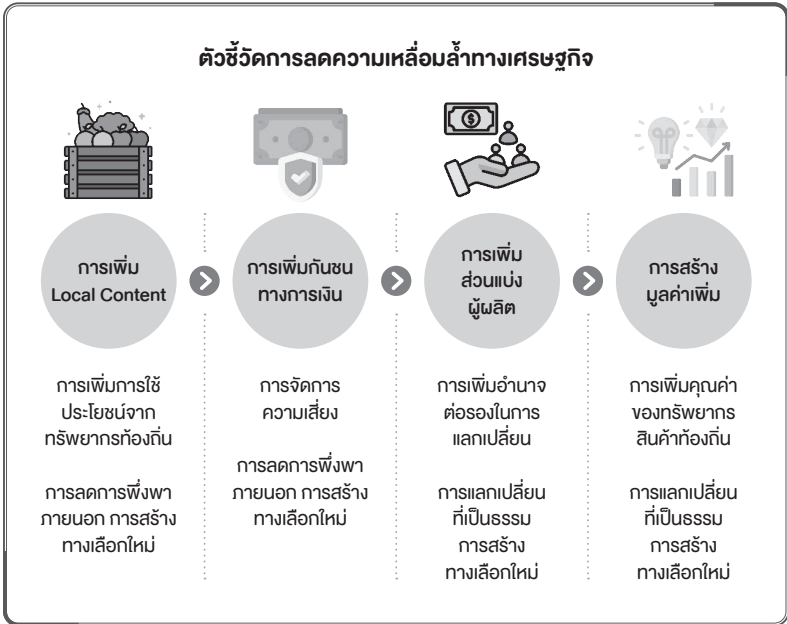 ตัวชี้วัดการลดความเหลื่อมล้ำทางเศรษฐกิจ
การเพิ่ม
Local Content
การเพิ่มการใช้
ประโยชน์จาก
ทรัพยากรท้องถิ่น
การลดการพึ่งพา
ภายนอก การสร้าง
ทางเลือกใหม่
การเพิ่มกันชน
ทางการเงิน
การจัดการ
ความเสี่ยง
การลดการพึ่งพา
ภายนอก การสร้าง
ทางเลือกใหม่
การเพิ่ม
ส่วนแบ่ง
ผู้ผลิต
การเพิ่มอำนาจ
ต่อรองในการ
แลกเปลี่ยน
การแลกเปลี่ยน
ที่เป็นธรรม
การสร้าง
ทางเลือกใหม่
การสร้าง
มูลค่าเพิ่ม
การเพิ่มคุณค่า
ของทรัพยากร
สินค้าท้องถิ่น
การแลกเปลี่ยน
ที่เป็นธรรม
การสร้าง
ทางเลือกใหม่